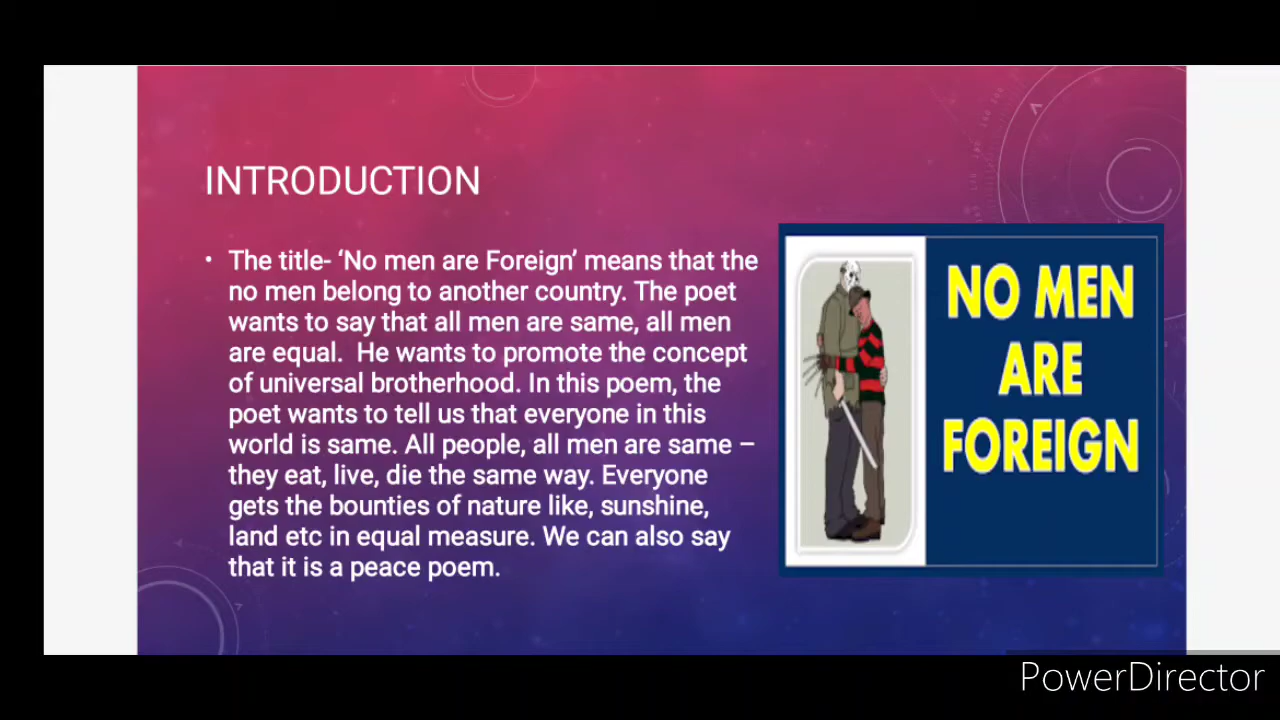 INTRODUCTION
• The title- ‘No men are Foreign’ means that the
no men belong to another country. The poet
wants to say that all men are same, all men
are equal.  He wants to promote the concept
of universal brotherhood. In this poem, the
poet wants to tell us that everyone in this
world is same. All people, all men are same –
they eat, live, die the same way. Everyone
gets the bounties of nature like, sunshine,
land etc in equal measure. We can also say
that it is a peace poem.
NO MEN
ARE
FOREIGN
PowerDirector